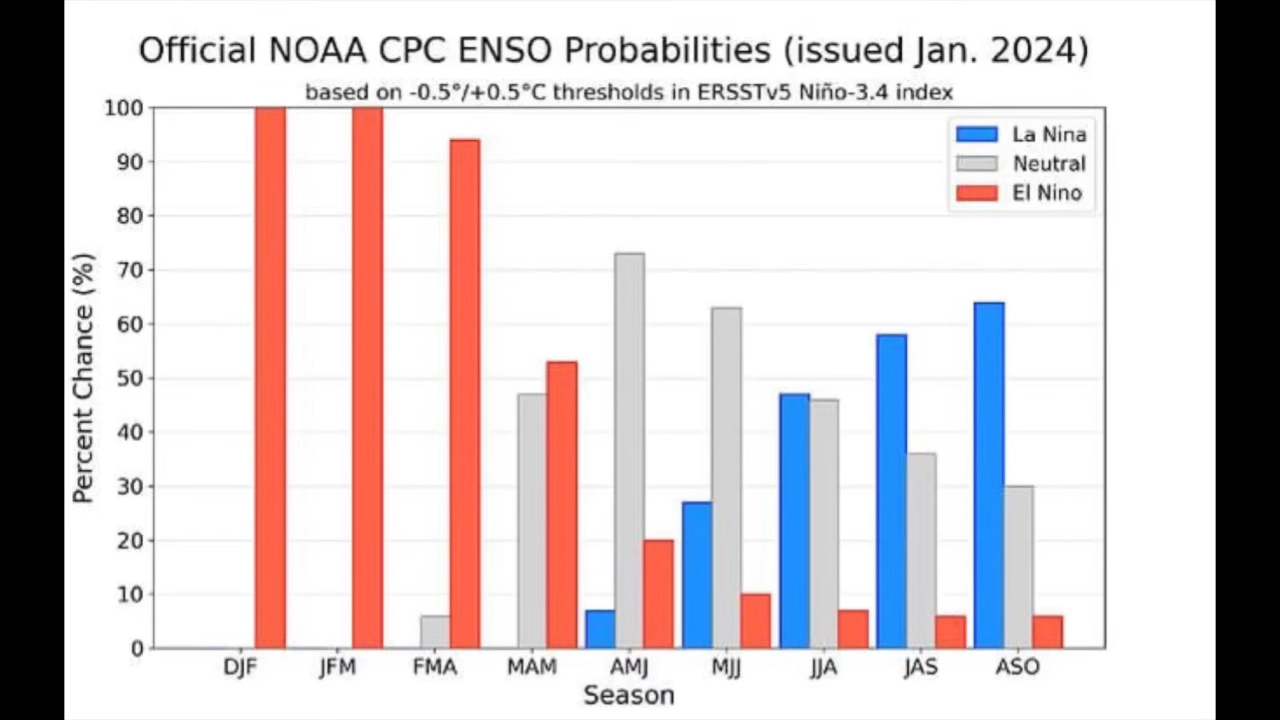 Official NOAA CPC ENSO Probabilities (issued Jan. 2024)
based on -0.5°/+0.5°C thresholds in ERSSTv5 Niño-3.4 index
La Nina
Neutral
El Nino
Percent Chance (%)
100
90
80
70
60
50
40
30
20
10
0
DJF JFM FMA MAM AMJ MJJ JJA JAS ASO
Season